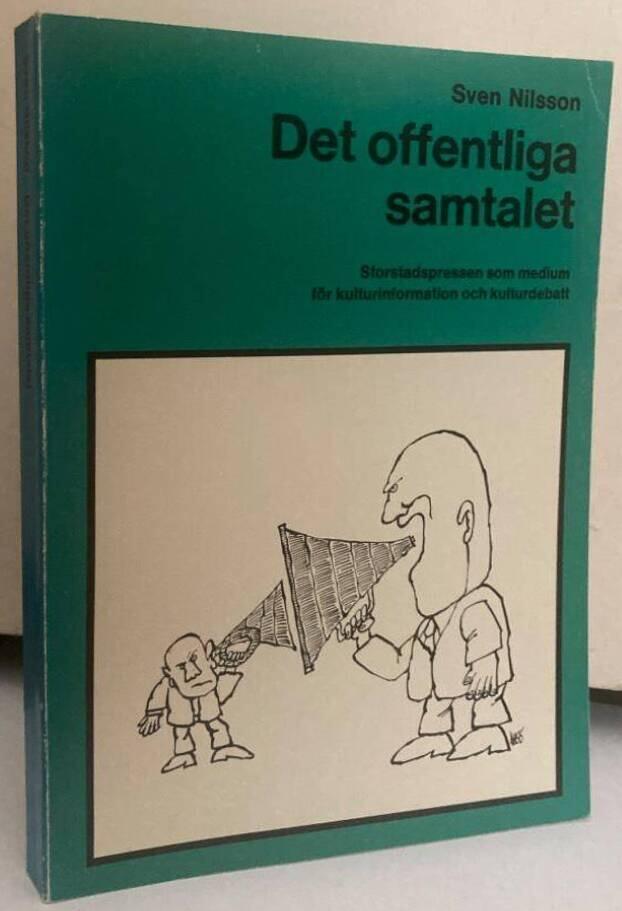 Sven Nilsson
Det offentliga
samtalet
Storstadspressen som medium
för kulturinformation och kulturdebatt